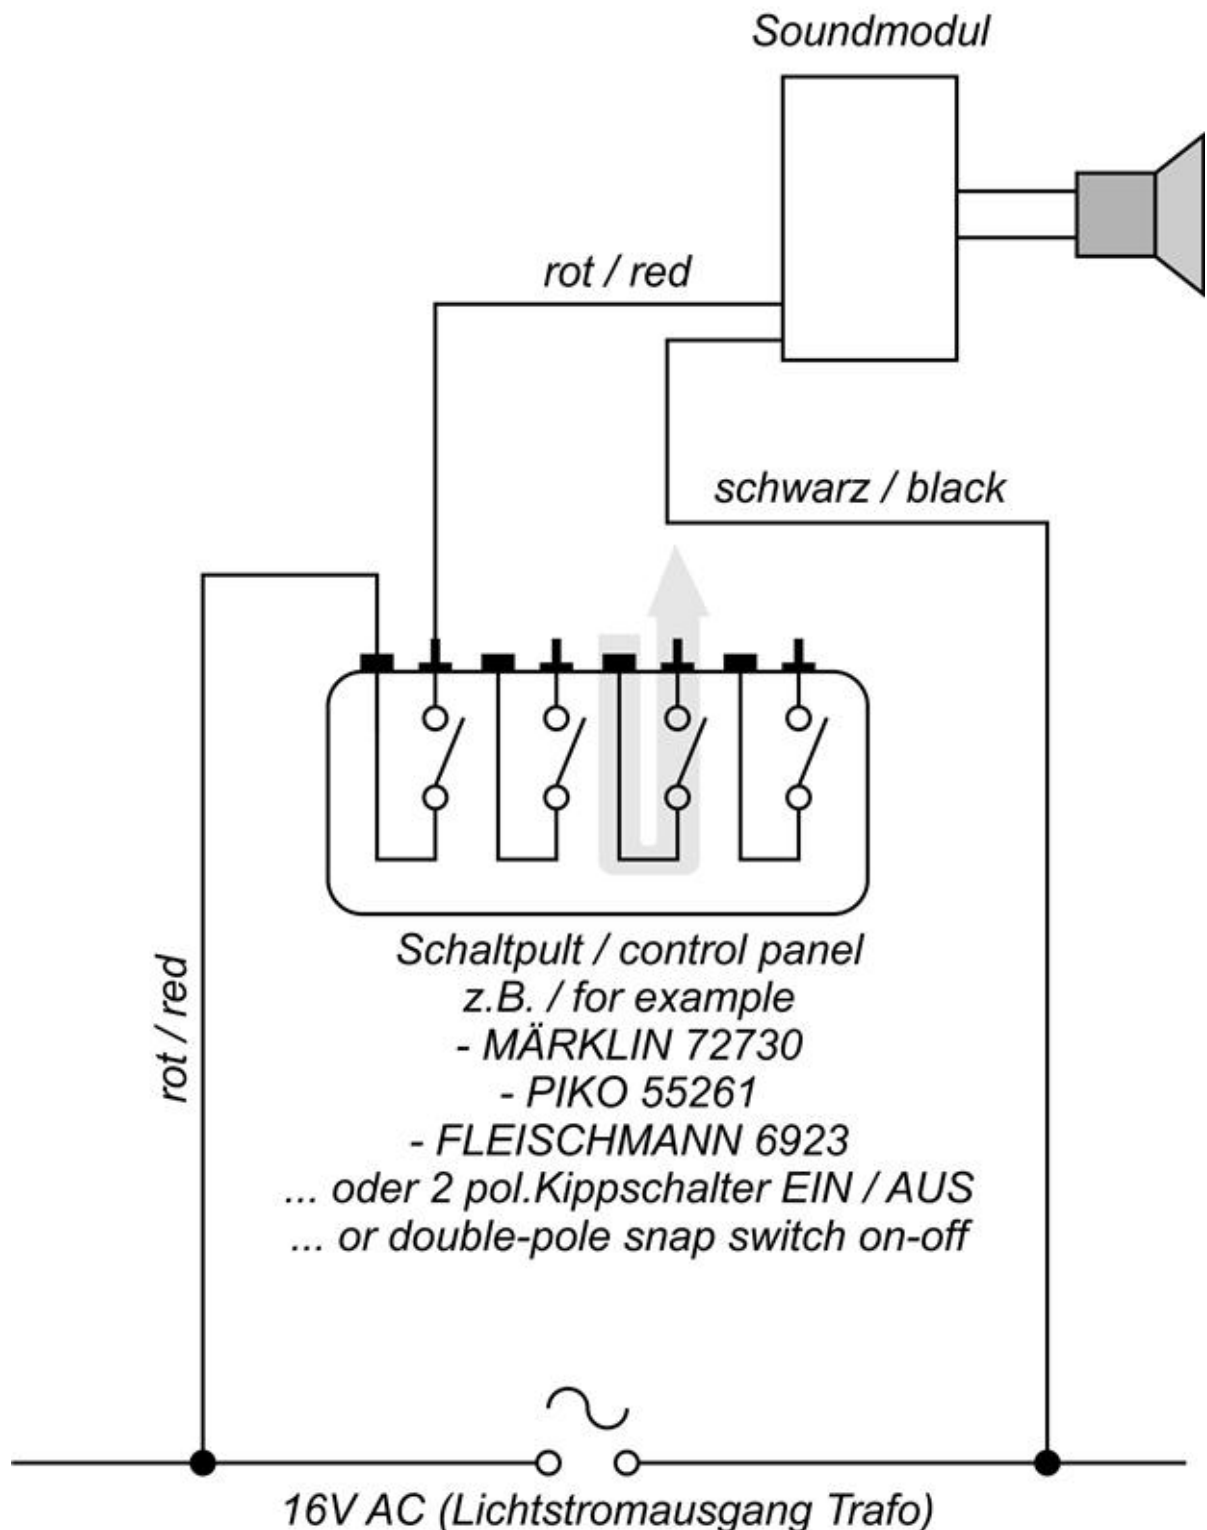 Soundmodul
rot / red
schwarz / black
Schaltpult / control panel
z.B. / for example
- MÄRKLIN 72730
- PIKO 55261
- FLEISCHMANN 6923
... oder 2 pol.Kippschalter EIN / AUS
... or double-pole snap switch on-off
rot / red
16V AC (Lichtstromausgang Trafo)